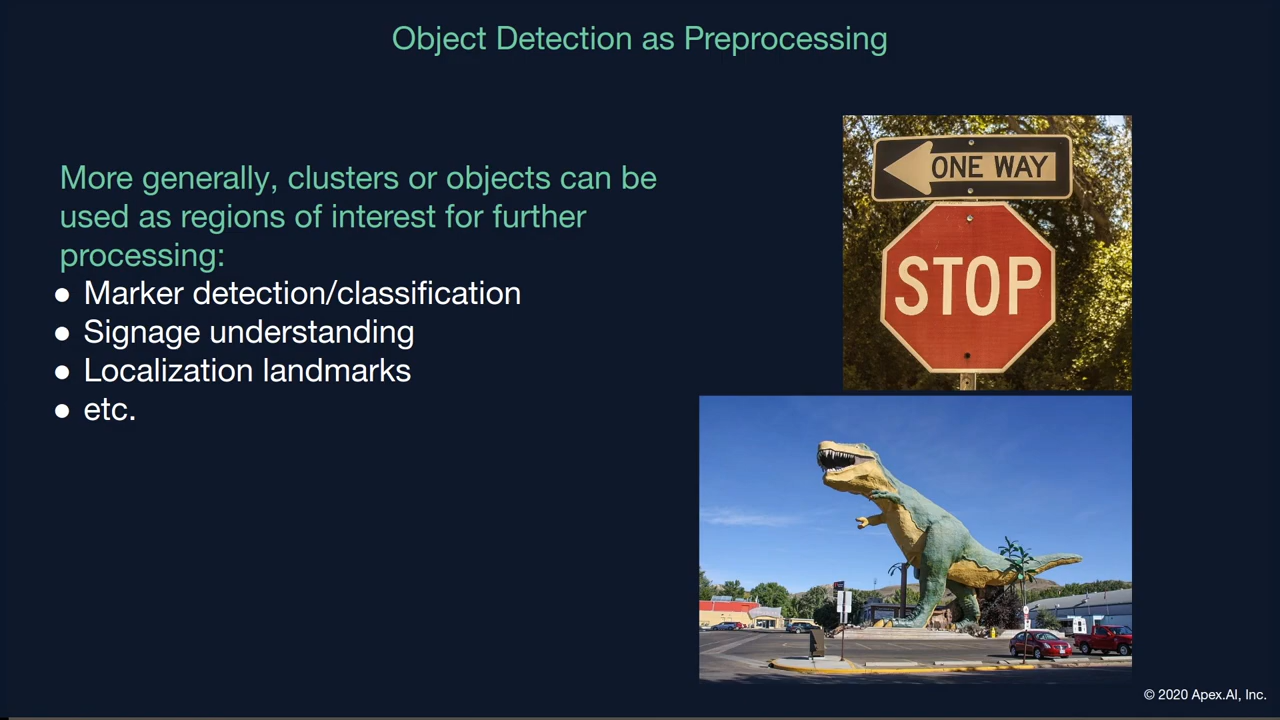 Object Detection as Preprocessing
More generally, clusters or objects can be
used as regions of interest for further
processing:
● Marker detection/classification
● Signage understanding
● Localization landmarks
● etc.
ONE WAY
STOP
© 2020 Apex.AI, Inc.